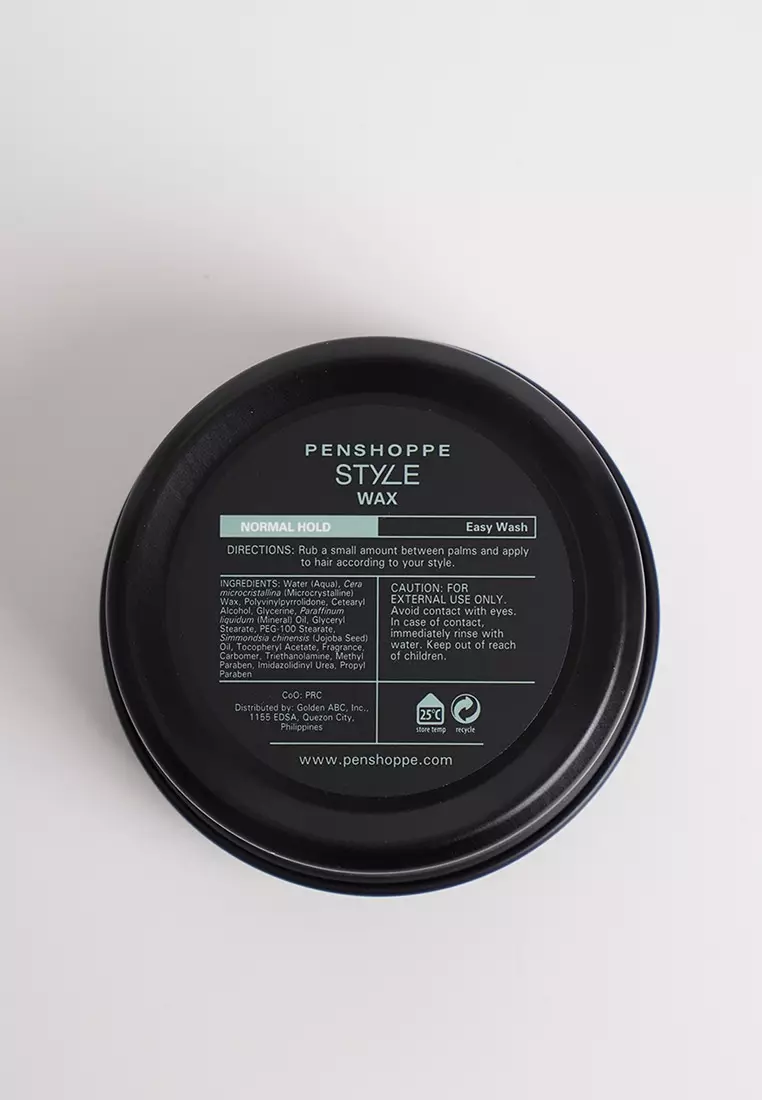 PENSHOPPE
STYLE
WAX
NORMAL HOLD Easy Wash
DIRECTIONS: Rub a small amount between palms and apply
to hair according to your style.
INGREDIENTS: Water (Aqua), Cera
microcristallina (Microcrystalline)
Wax, Polyvinylpyrrolidone, Cetearyl
Alcohol, Glycerine, Paraffinum
liquidum (Mineral) Oil, Glyceryl
Stearate, PEG-100 Stearate,
Simmondsia chinensis (Jojoba Seed)
Oil, Tocopheryl Acetate, Fragrance,
Carbomer, Triethanolamine, Methyl
Paraben, Imidazolidinyl Urea, Propyl
Paraben
CAUTION: FOR
EXTERNAL USE ONLY.
Avoid contact with eyes.
In case of contact,
immediately rinse with
water. Keep out of reach
of children.
CoO: PRC
Distributed by: Golden ABC, Inc.,
1155 EDSA, Quezon City,
Philippines
25°C
store temp
recycle
www.penshoppe.com